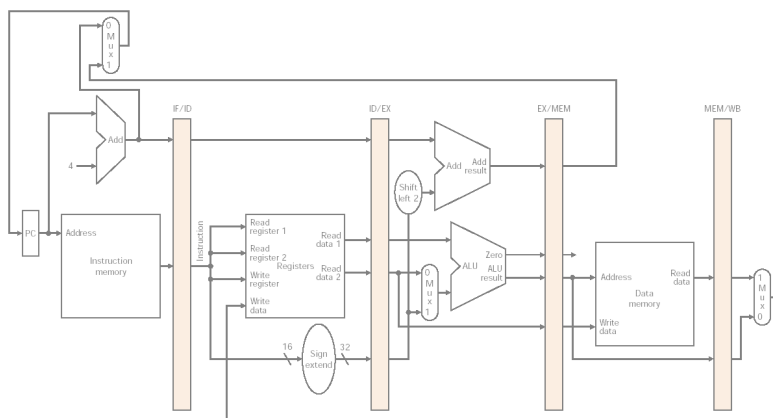 0
M
u
x
1
IF/ID
ID/EX
EX/MEM
MEM/WB
Add
4
Add
Add
result
Shift
left 2
PC
Address
Instruction
memory
Instruction
Read
register 1
Read
register 2
Write
register
Write
data
Registers
Read
data 1
Read
data 2
0
M
u
x
1
ALU
Zero
ALU
result
Address
Read
data
Data
memory
Write
data
1
M
u
x
0
16
Sign
extend
32